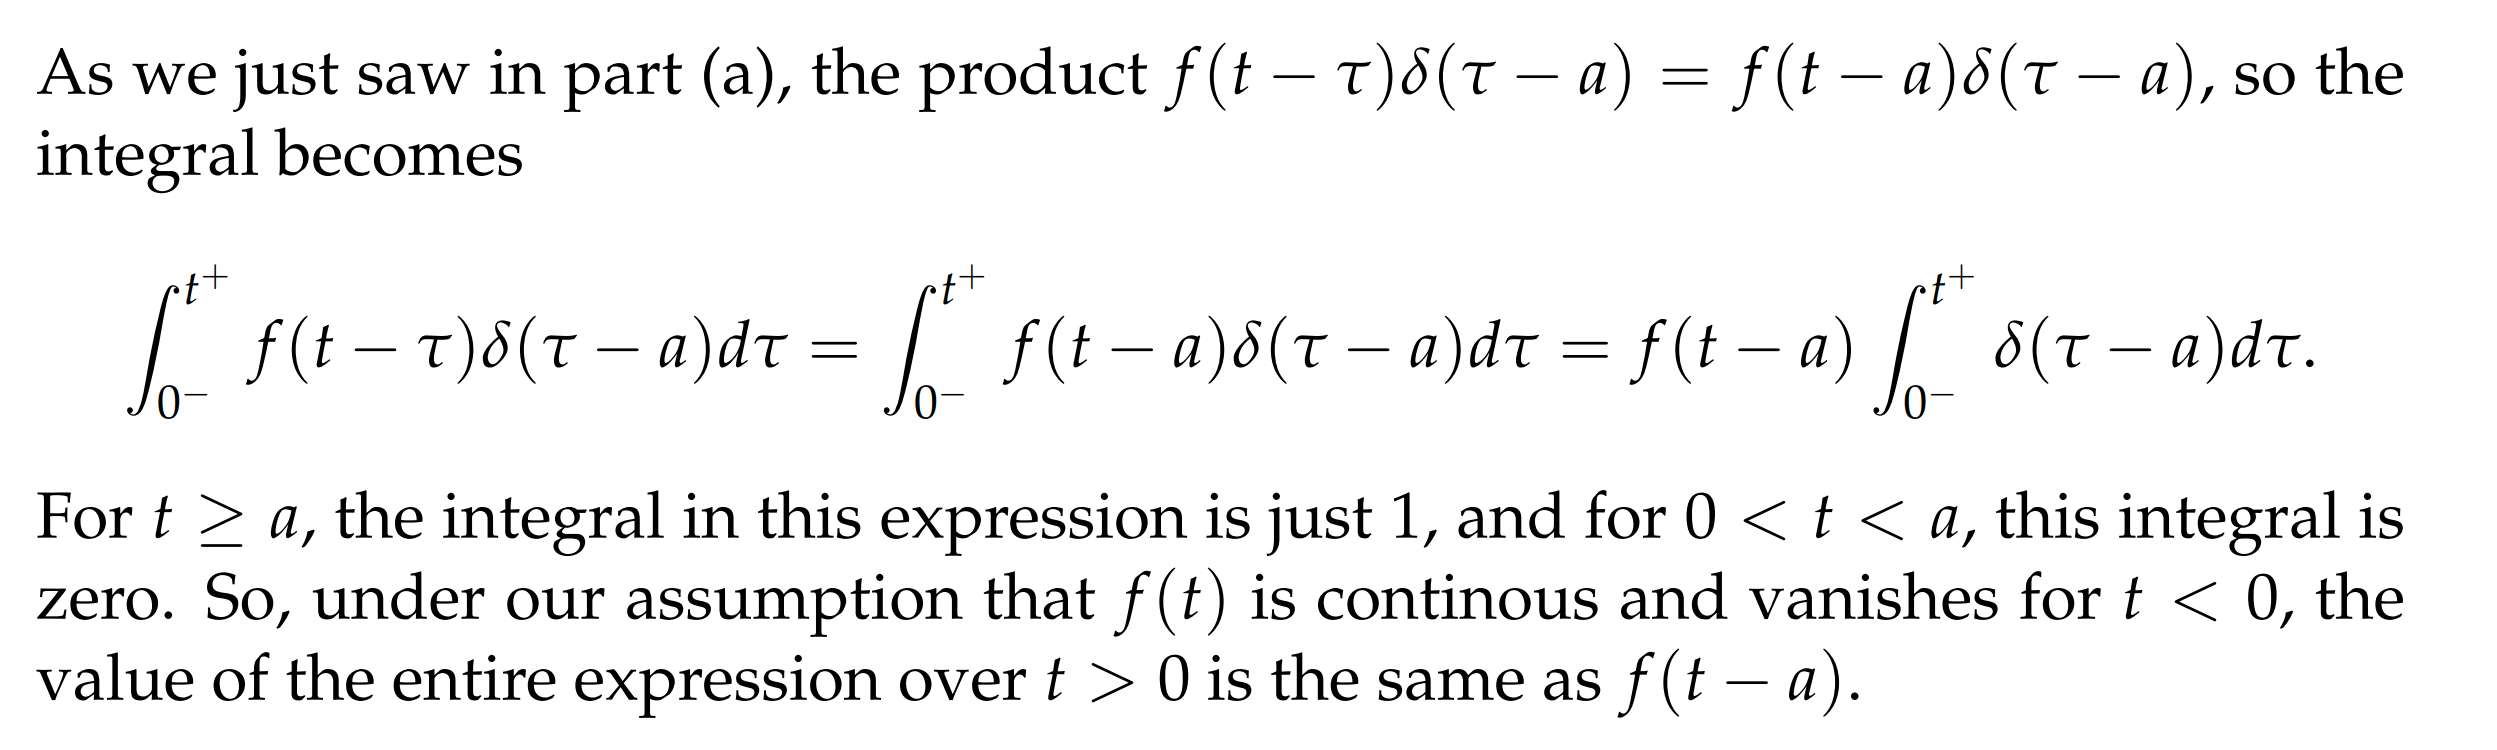 As we just saw in part (a), the product f(t − τ)δ(τ − a) = f(t − a)δ(τ − a), so the
integral becomes
∫_{0^−}^{t^+} f(t − τ)δ(τ − a)dτ = ∫_{0^−}^{t^+} f(t − a)δ(τ − a)dτ = f(t − a) ∫_{0^−}^{t^+} δ(τ − a)dτ.
For t ≥ a, the integral in this expression is just 1, and for 0 < t < a, this integral is
zero. So, under our assumption that f(t) is continuous and vanishes for t < 0, the
value of the entire expression over t > 0 is the same as f(t − a).